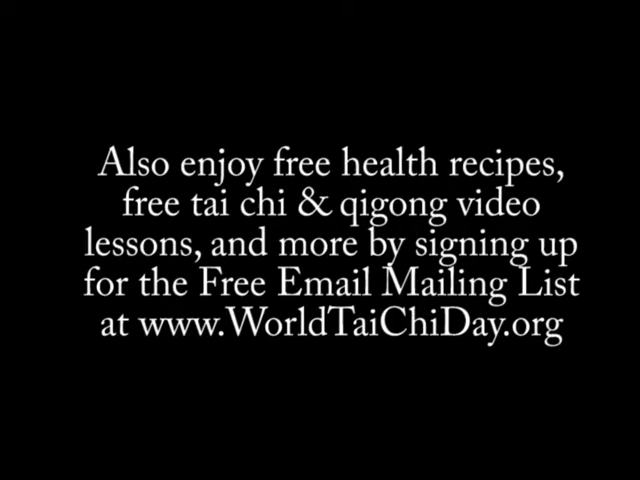 Also enjoy free health recipes,
free tai chi & qigong video
lessons, and more by signing up
for the Free Email Mailing List
at www.WorldTaiChiDay.org